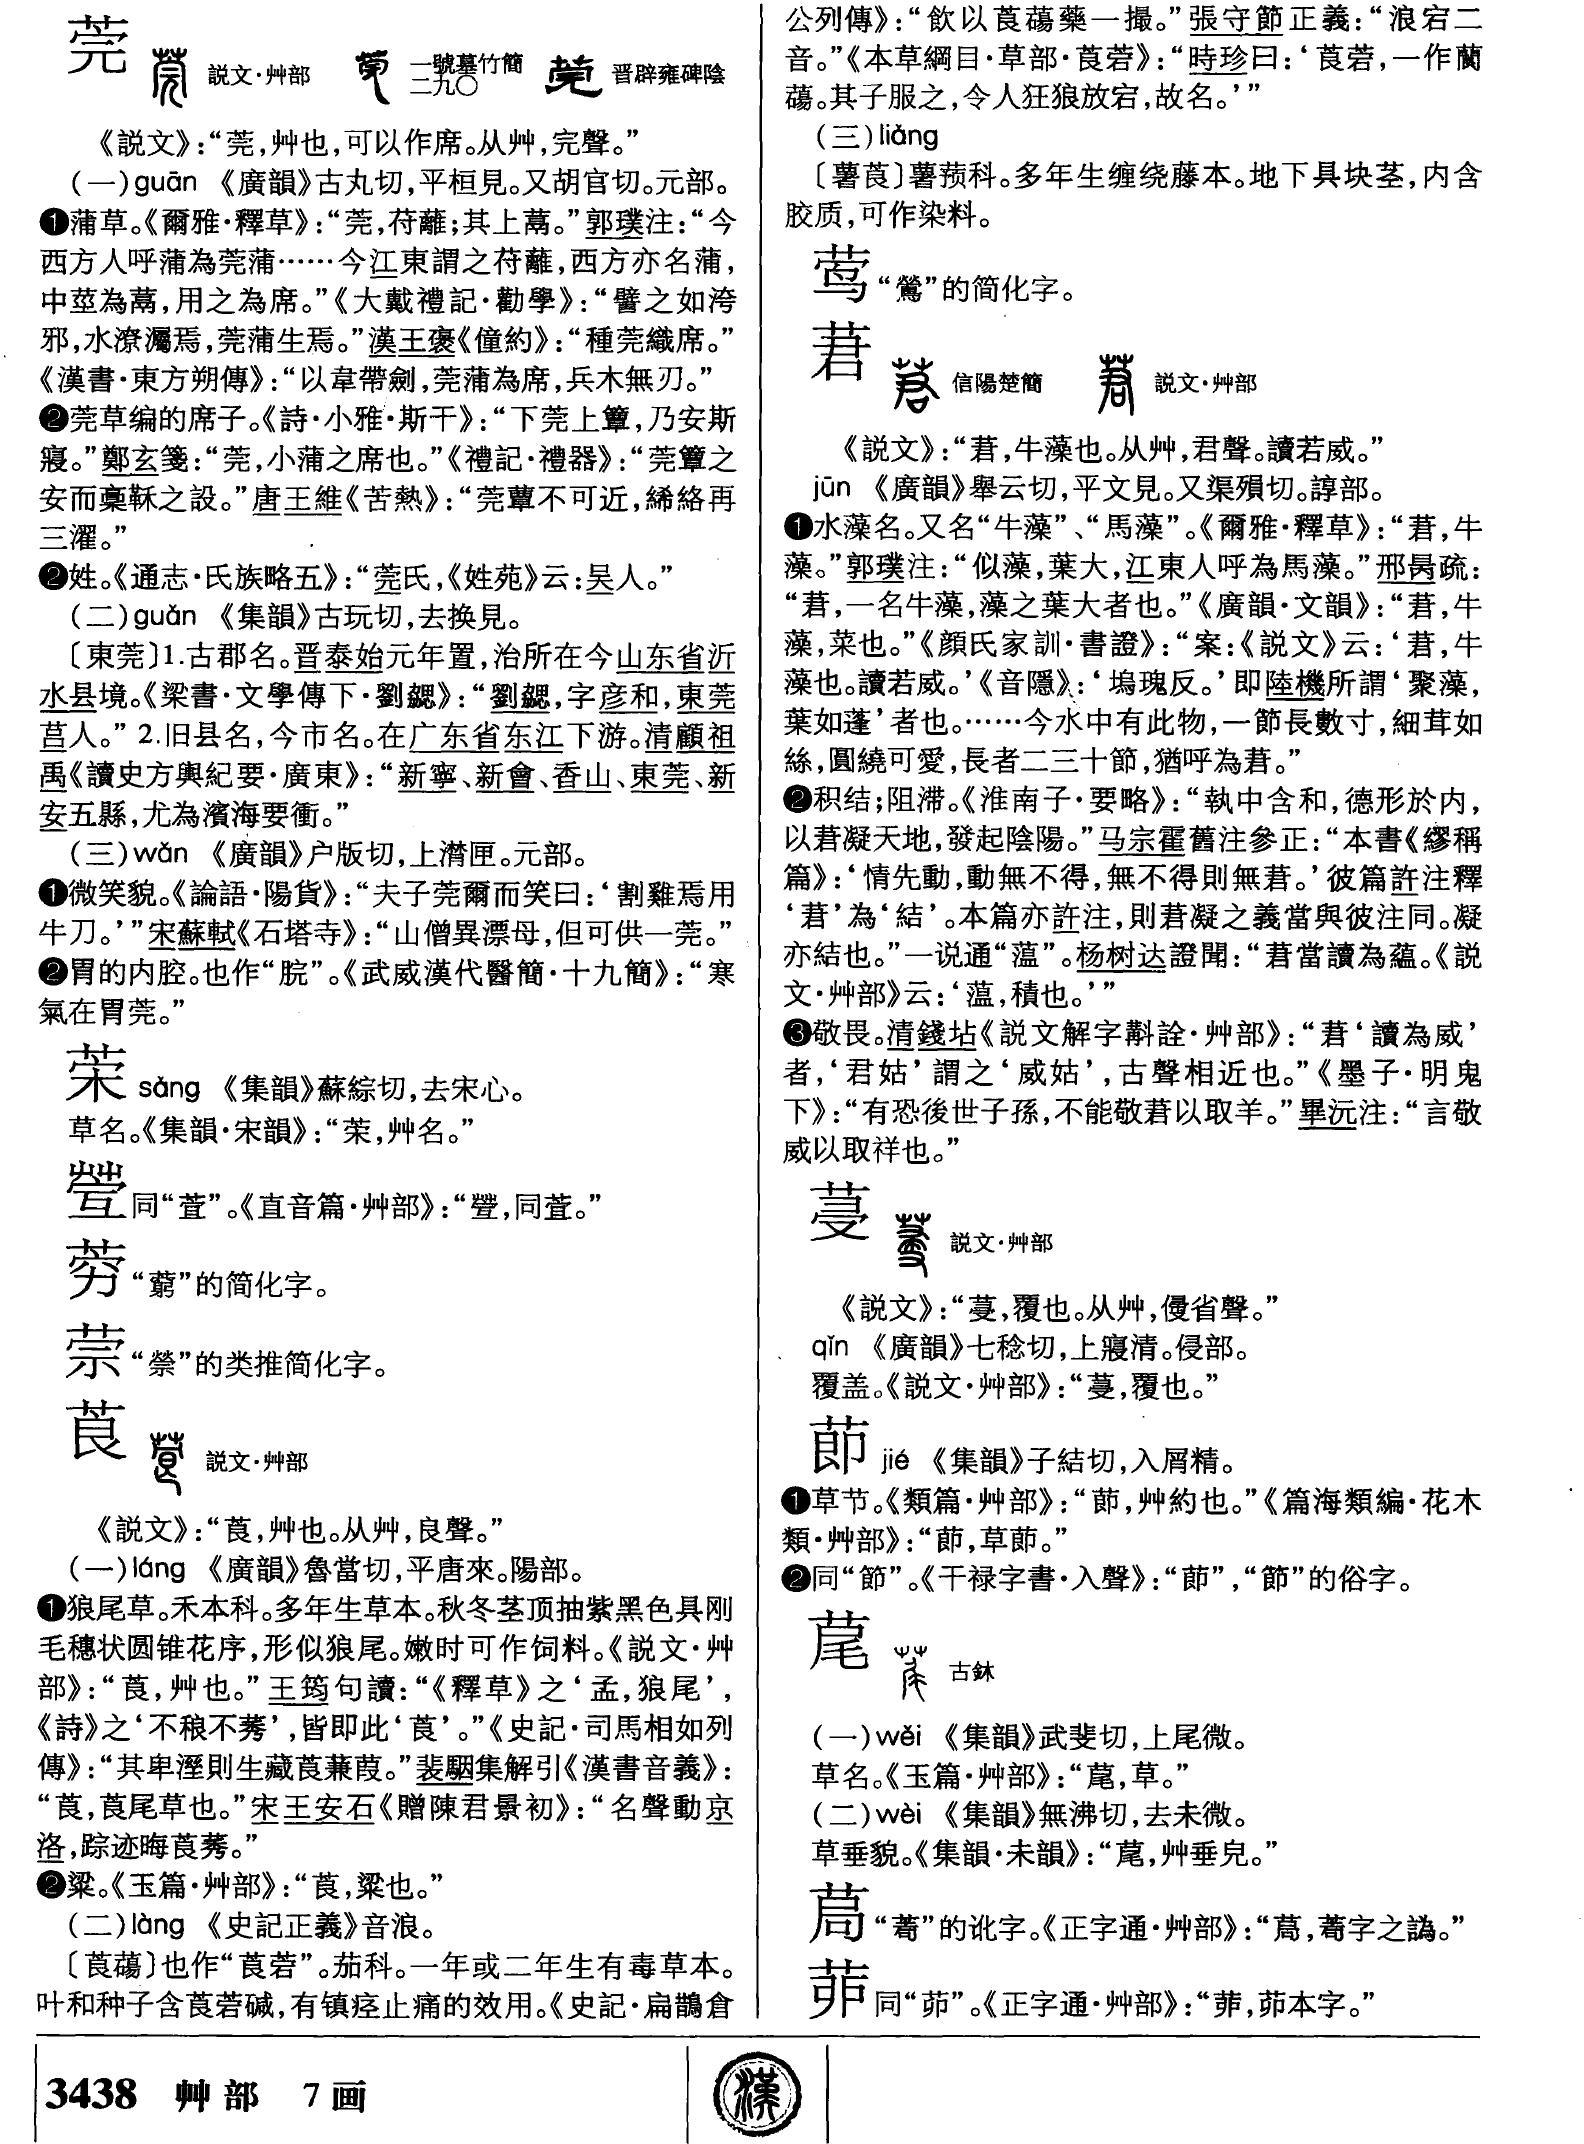 莞 説文·艸部 一號墓竹簡二九〇 晋辟雍碑陰
《説文》:“莞,艸也,可以作席。从艸,完聲。”
(一)guān 《廣韻》古丸切,平桓見。又胡官切。元部。
❶蒲草。《爾雅·釋草》:“莞,苻蘺;其上蒚。”郭璞注:“今
西方人呼蒲為莞蒲……今江東謂之苻蘺,西方亦名蒲,
中莖為蒚,用之為席。”《大戴禮記·勸學》:“譬之如洿
邪,水潦灟焉,莞蒲生焉。”漢王褒《僮約》:“種莞織席。”
《漢書·東方朔傳》:“以韋帶劍,莞蒲為席,兵木無刃。”
❷莞草编的席子。《詩·小雅·斯干》:“下莞上簟,乃安斯
寢。”鄭玄箋:“莞,小蒲之席也。”《禮記·禮器》:“莞簟之
安而稾鞂之設。”唐王維《苦熱》:“莞蕈不可近,絺綌再
三濯。”
❷姓。《通志·氏族略五》:“莞氏,《姓苑》云:吴人。”
(二)guǎn 《集韻》古玩切,去换見。
〔東莞〕1.古郡名。晋泰始元年置,治所在今山东省沂
水县境。《梁書·文學傳下·劉勰》:“劉勰,字彦和,東莞
莒人。” 2.旧县名,今市名。在广东省东江下游。清顧祖
禹《讀史方輿紀要·廣東》:“新寧、新會、香山、東莞、新
安五縣,尤為濱海要衝。”
(三)wǎn 《廣韻》户版切,上潸匣。元部。
❶微笑貌。《論語·陽貨》:“夫子莞爾而笑曰:‘割雞焉用
牛刀。’”宋蘇軾《石塔寺》:“山僧異漂母,但可供一莞。”
❷胃的内腔。也作“脘”。《武威漢代醫簡·十九簡》:“寒
氣在胃莞。”
茦 sǎng 《集韻》蘇綜切,去宋心。
草名。《集韻·宋韻》:“茦,艸名。”
同“萓”。《直音篇·艸部》:“,同萓。”
䓖 “藭”的简化字。
“蔡”的类推简化字。
莨 説文·艸部
《説文》:“莨,艸也。从艸,良聲。”
(一)láng 《廣韻》魯當切,平唐來。陽部。
❶狼尾草。禾本科。多年生草本。秋冬茎顶抽紫黑色具刚
毛穗状圆锥花序,形似狼尾。嫩时可作饲料。《説文·艸
部》:“莨,艸也。”王筠句讀:“《釋草》之‘孟,狼尾’,
《詩》之‘不稂不莠’,皆即此‘莨’。”《史記·司馬相如列
傳》:“其卑溼則生藏莨蒹葭。”裴駰集解引《漢書音義》:
“莨,莨尾草也。”宋王安石《贈陳君景初》:“名聲動京
洛,踪迹晦莨莠。”
❷粱。《玉篇·艸部》:“莨,粱也。”
(二)làng 《史記正義》音浪。
〔莨䕞〕也作“莨菪”。茄科。一年或二年生有毒草本。
叶和种子含莨菪碱,有镇痉止痛的效用。《史記·扁鵲倉
公列傳》:“飲以莨䕞藥一撮。”張守節正義:“浪宕二
音。”《本草綱目·草部·莨菪》:“時珍曰:‘莨菪,一作蘭
䕞。其子服之,令人狂狼放宕,故名。’”
(三)liǎng
〔薯莨〕薯蓣科。多年生缠绕藤本。地下具块茎,内含
胶质,可作染料。
莺 “鶯”的简化字。
莙 信陽楚簡 説文·艸部
《説文》:“莙,牛藻也。从艸,君聲。讀若威。”
jūn 《廣韻》舉云切,平文見。又渠殞切。諄部。
❶水藻名。又名“牛藻”、“馬藻”。《爾雅·釋草》:“莙,牛
藻。”郭璞注:“似藻,葉大,江東人呼為馬藻。”邢昺疏:
“莙,一名牛藻,藻之葉大者也。”《廣韻·文韻》:“莙,牛
藻,菜也。”《顔氏家訓·書證》:“案:《説文》云:‘莙,牛
藻也。讀若威。’《音隱》:‘塢瑰反。’即陸機所謂‘聚藻,
葉如蓬’者也。……今水中有此物,一節長數寸,細茸如
絲,圓繞可愛,長者二三十節,猶呼為莙。”
❷积结;阻滞。《淮南子·要略》:“執中含和,德形於内,
以莙凝天地,發起陰陽。”马宗霍舊注參正:“本書《繆稱
篇》:‘情先動,動無不得,無不得則無莙。’彼篇許注釋
‘莙’為‘結’。本篇亦許注,則莙凝之義當與彼注同。凝
亦結也。”一说通“薀”。杨树达證聞:“莙當讀為蘊。《説
文·艸部》云:‘薀,積也。’”
❸敬畏。清錢坫《説文解字斠詮·艸部》:“莙‘讀為威’
者,‘君姑’謂之‘威姑’,古聲相近也。”《墨子·明鬼
下》:“有恐後世子孫,不能敬莙以取羊。”畢沅注:“言敬
威以取祥也。”
蔓 説文·艸部
《説文》:“葠,覆也。从艸,侵省聲。”
qǐn 《廣韻》七稔切,上寢清。侵部。
覆盖。《説文·艸部》:“葠,覆也。”
莭 jié 《集韻》子結切,入屑精。
❶草节。《類篇·艸部》:“莭,艸約也。”《篇海類編·花木
類·艸部》:“莭,草莭。”
❷同“節”。《干禄字書·入聲》:“莭”,“節”的俗字。
荱 古鉥
(一)wěi 《集韻》武斐切,上尾微。
草名。《玉篇·艸部》:“荱,草。”
(二)wèi 《集韻》無沸切,去未微。
草垂貌。《集韻·未韻》:“荱,艸垂皃。”
莴 “萵”的讹字。《正字通·艸部》:“,萵字之譌。”
同“茆”。《正字通·艸部》:“,茆本字。”
3438 艸部 7画
漢